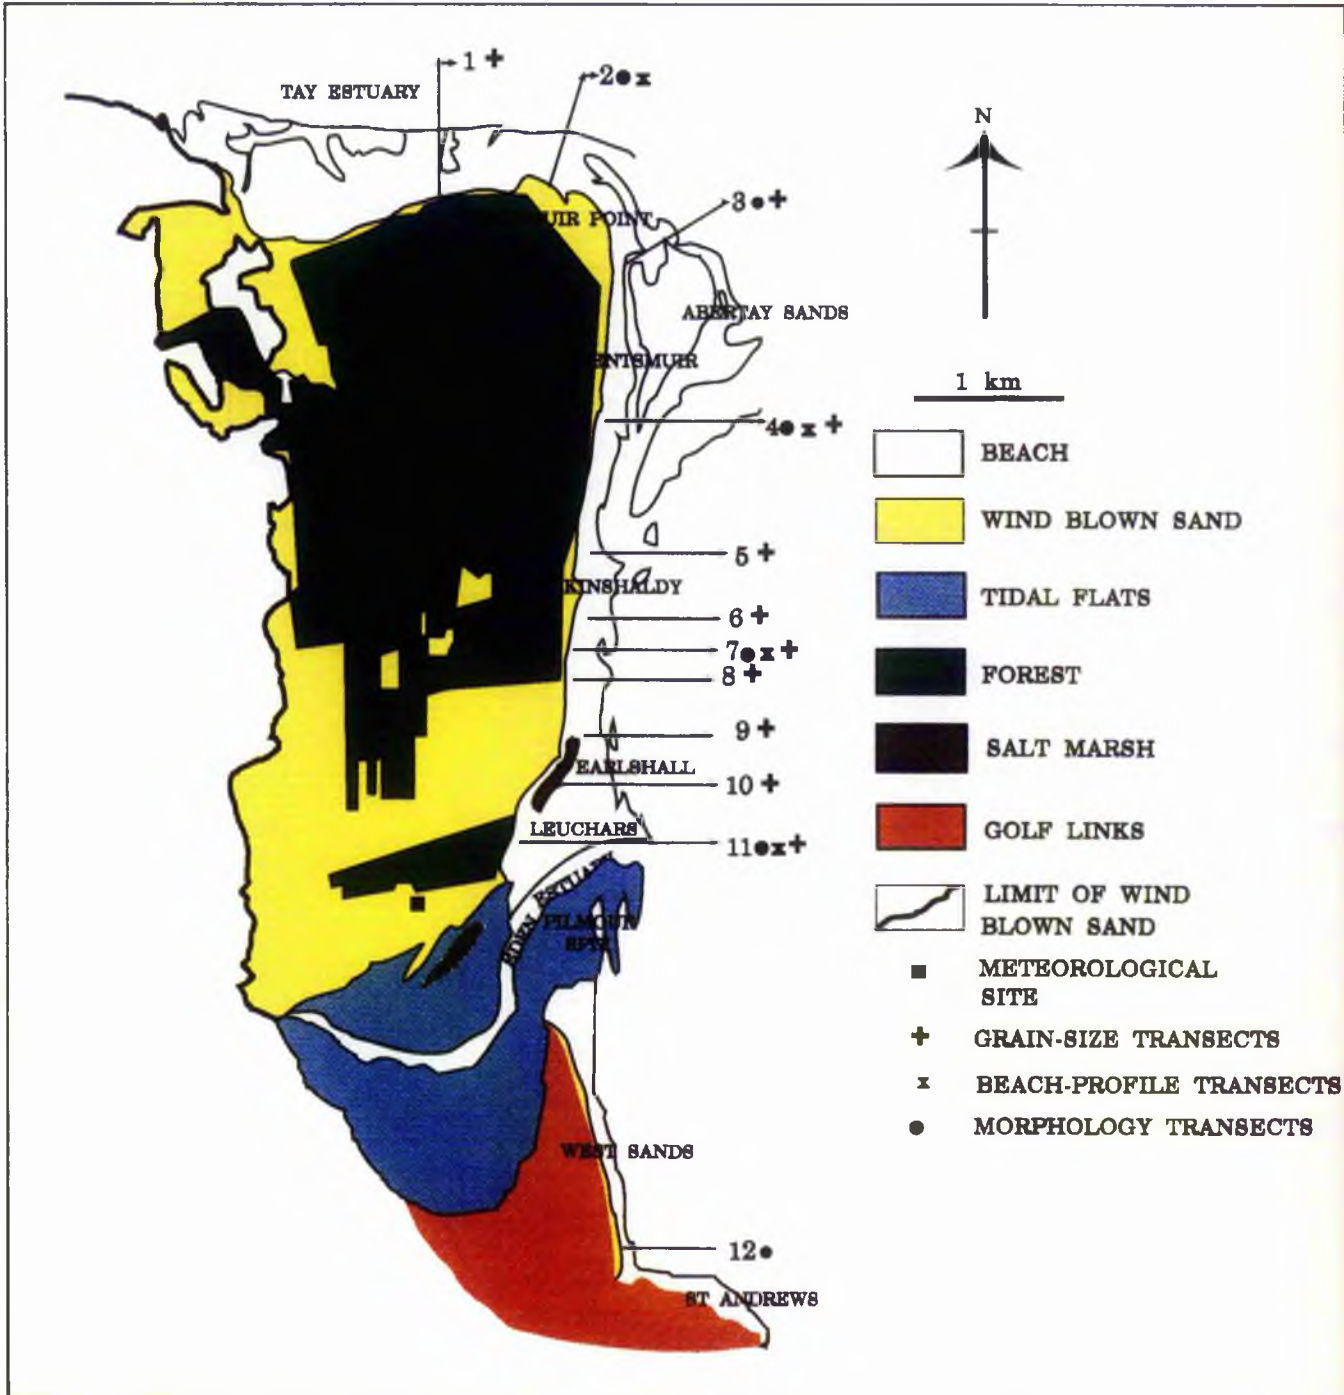 1 +
TAY ESTUARY
2●x
N
3●+
UIR POINT
ABERTAY SANDS
ENTSMUIR
1 km
4●x+
BEACH
WIND BLOWN SAND
5 +
KINSHALDY
TIDAL FLATS
6 +
7●x+
8 +
FOREST
9 +
SALT MARSH
EARLSHALL
10 +
LEUCHARS
GOLF LINKS
11●x+
EDEN ESTUARY
LIMIT OF WIND
BLOWN SAND
PILMOUR
SPIT
METEOROLOGICAL
SITE
+ GRAIN-SIZE TRANSECTS
x BEACH-PROFILE TRANSECTS
● MORPHOLOGY TRANSECTS
WEST SANDS
12●
ST ANDREWS